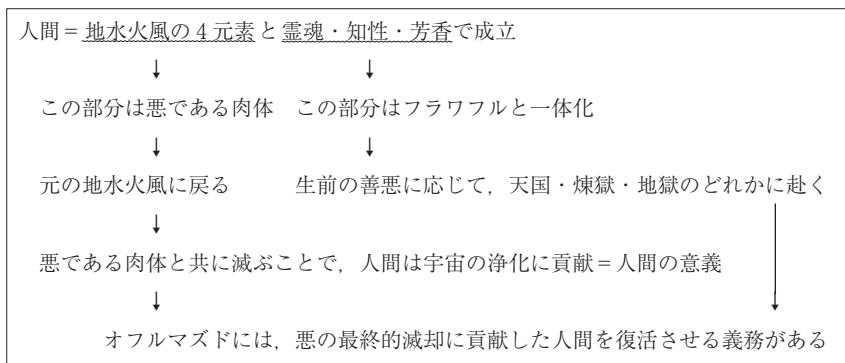 人間＝地水火風の4元素と霊魂・知性・芳香で成立
↓ ↓
この部分は悪である肉体 この部分はフラワフルと一体化
↓ ↓
元の地水火風に戻る 生前の善悪に応じて，天国・煉獄・地獄のどれかに赴く
↓
悪である肉体と共に滅ぶことで，人間は宇宙の浄化に貢献＝人間の意義
↓ ↓
オフルマズドには，悪の最終的滅却に貢献した人間を復活させる義務がある